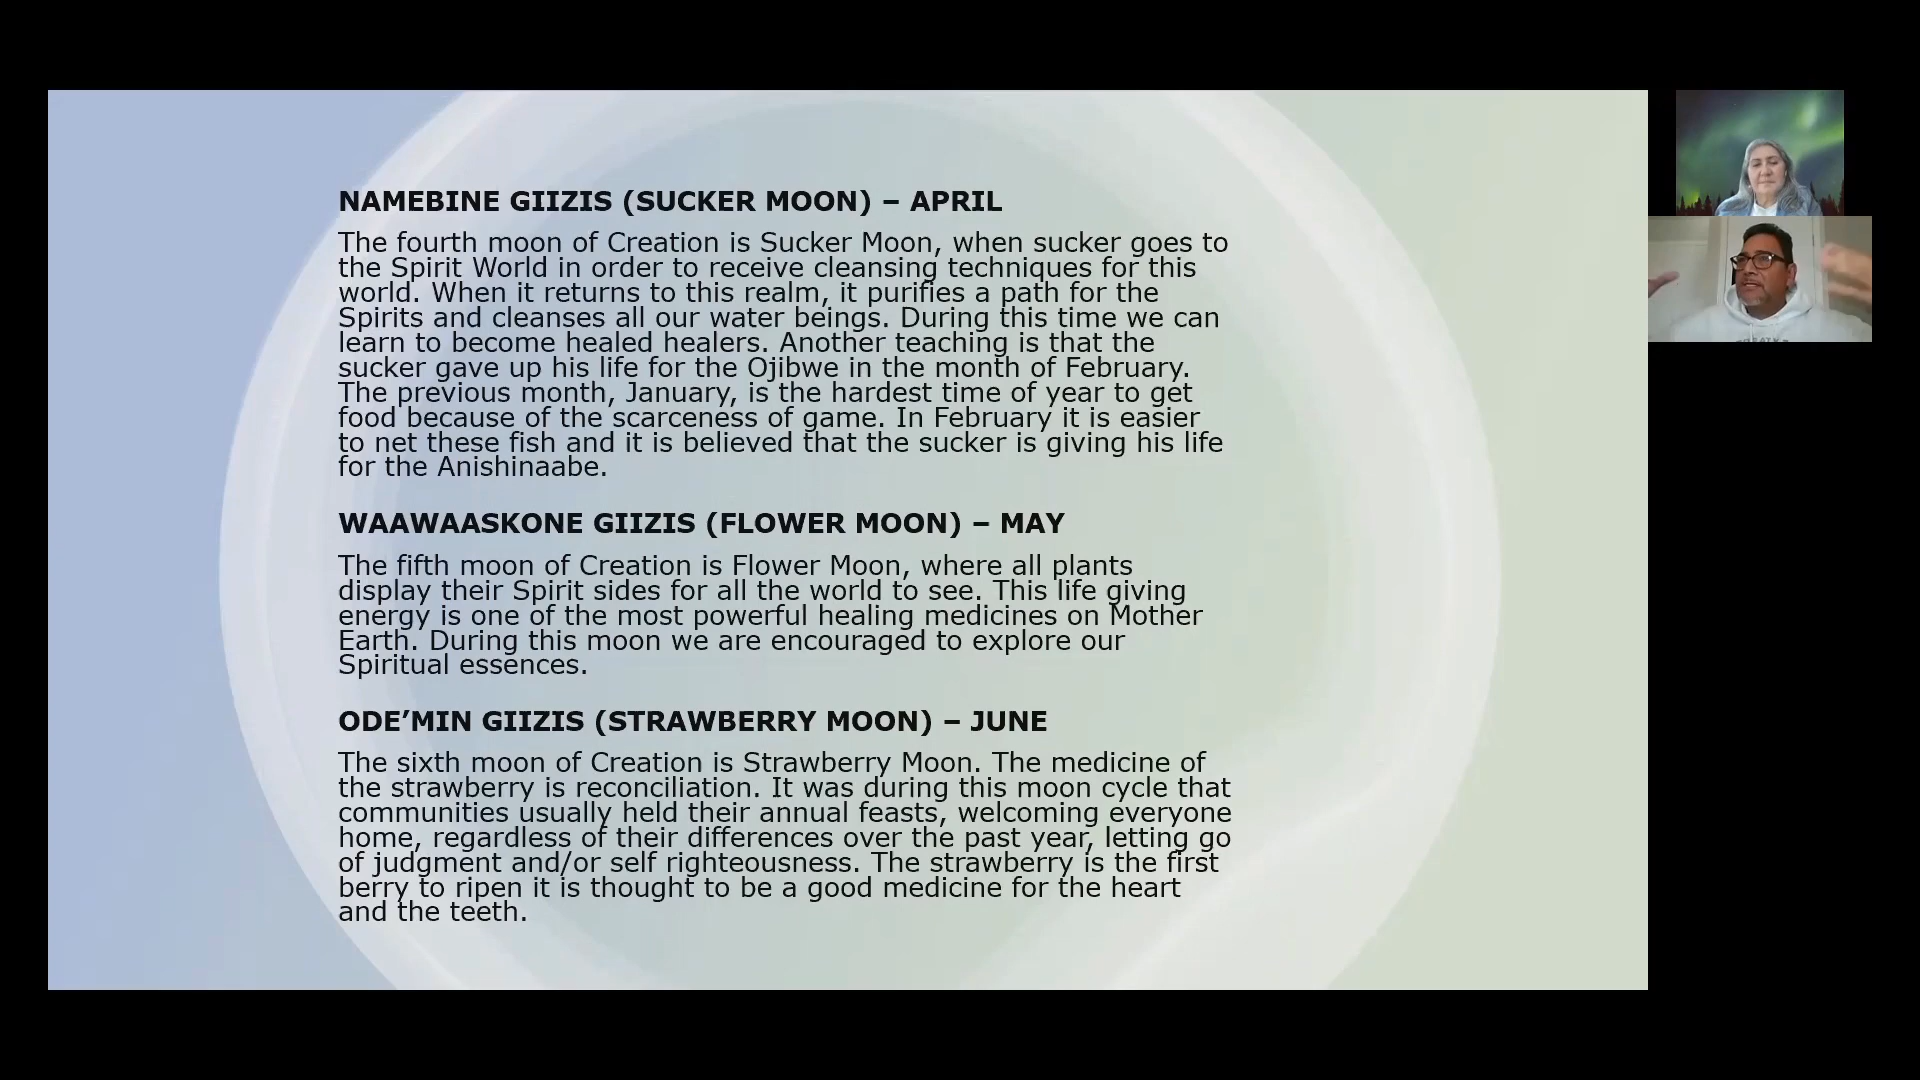 NAMEBINE GIIZIS (SUCKER MOON) – APRIL
The fourth moon of Creation is Sucker Moon, when sucker goes to
the Spirit World in order to receive cleansing techniques for this
world. When it returns to this realm, it purifies a path for the
Spirits and cleanses all our water beings. During this time we can
learn to become healed healers. Another teaching is that the
sucker gave up his life for the Ojibwe in the month of February.
The previous month, January, is the hardest time of year to get
food because of the scarceness of game. In February it is easier
to net these fish and it is believed that the sucker is giving his life
for the Anishinaabe.
WAAWAASKONE GIIZIS (FLOWER MOON) – MAY
The fifth moon of Creation is Flower Moon, where all plants
display their Spirit sides for all the world to see. This life giving
energy is one of the most powerful healing medicines on Mother
Earth. During this moon we are encouraged to explore our
Spiritual essences.
ODE’MIN GIIZIS (STRAWBERRY MOON) – JUNE
The sixth moon of Creation is Strawberry Moon. The medicine of
the strawberry is reconciliation. It was during this moon cycle that
communities usually held their annual feasts, welcoming everyone
home, regardless of their differences over the past year, letting go
of judgment and/or self righteousness. The strawberry is the first
berry to ripen it is thought to be a good medicine for the heart
and the teeth.